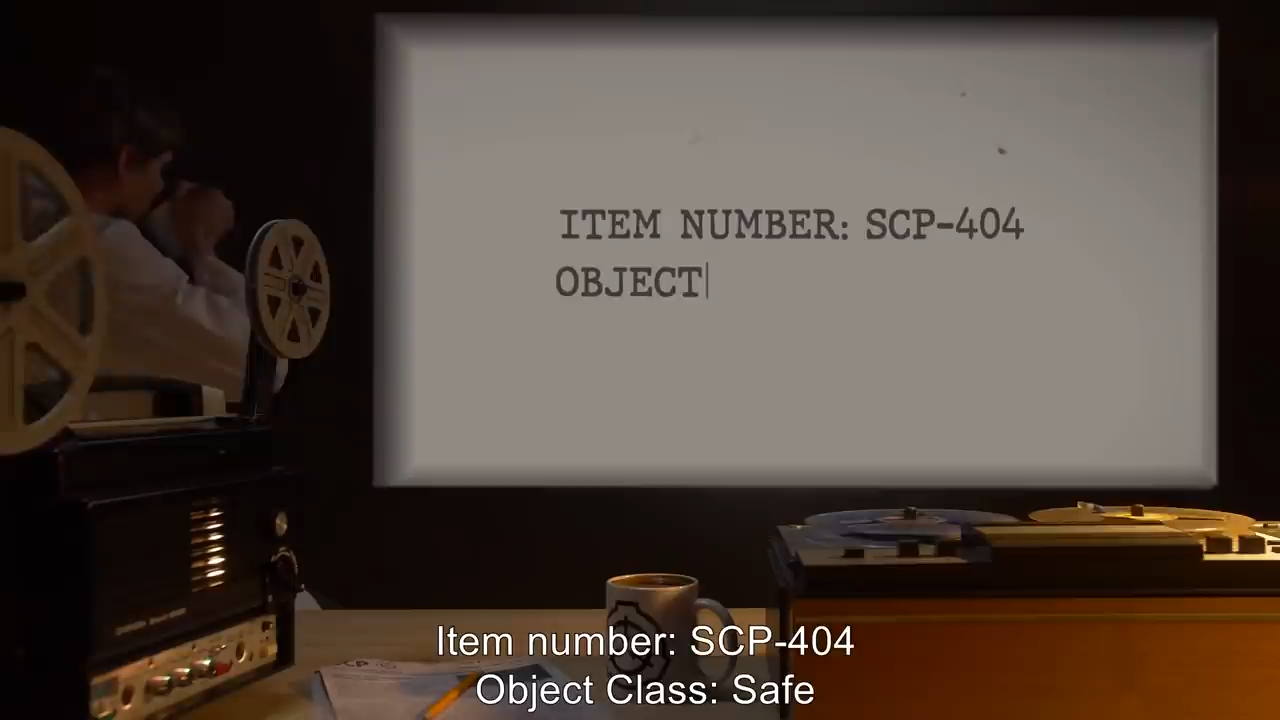 ITEM NUMBER: SCP-404
OBJECT
Item number: SCP-404
Object Class: Safe